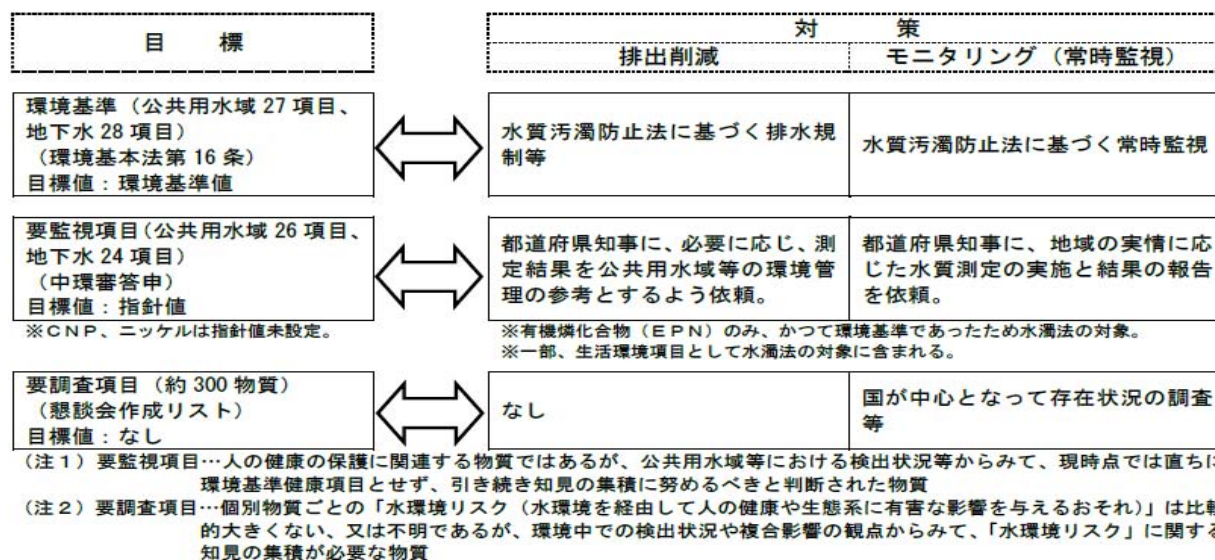 目　標
対　策
排出削減
モニタリング（常時監視）
環境基準（公共用水域 27 項目、
地下水 28 項目）
（環境基本法第 16 条）
目標値：環境基準値
水質汚濁防止法に基づく排水規
制等
水質汚濁防止法に基づく常時監視
要監視項目（公共用水域 26 項目、
地下水 24 項目）
（中環審答申）
目標値：指針値
都道府県知事に、必要に応じ、測
定結果を公共用水域等の環境管
理の参考とするよう依頼。
都道府県知事に、地域の実情に応
じた水質測定の実施と結果の報告
を依頼。
※ＣＮＰ、ニッケルは指針値未設定。
※有機燐化合物（ＥＰＮ）のみ、かつて環境基準であったため水濁法の対象。
※一部、生活環境項目として水濁法の対象に含まれる。
要調査項目（約 300 物質）
（懇談会作成リスト）
目標値：なし
なし
国が中心となって存在状況の調査
等
（注１）要監視項目…人の健康の保護に関連する物質ではあるが、公共用水域等における検出状況等からみて、現時点では直ちに
環境基準健康項目とせず、引き続き知見の集積に努めるべきと判断された物質
（注２）要調査項目…個別物質ごとの「水環境リスク（水環境を経由して人の健康や生態系に有害な影響を与えるおそれ）」は比較
的大きくない、又は不明であるが、環境中での検出状況や複合影響の観点からみて、「水環境リスク」に関する
知見の集積が必要な物質